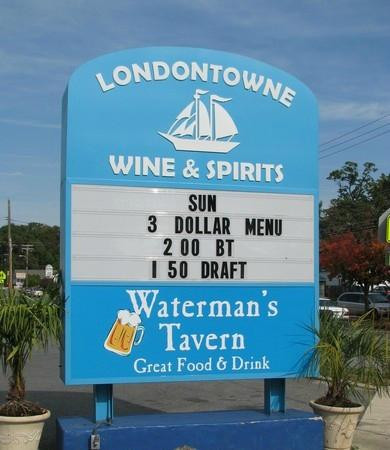 LONDONTOWNE
WINE & SPIRITS
SUN
3 DOLLAR MENU
2 00 BT
1 50 DRAFT
Waterman's
Tavern
Great Food & Drink